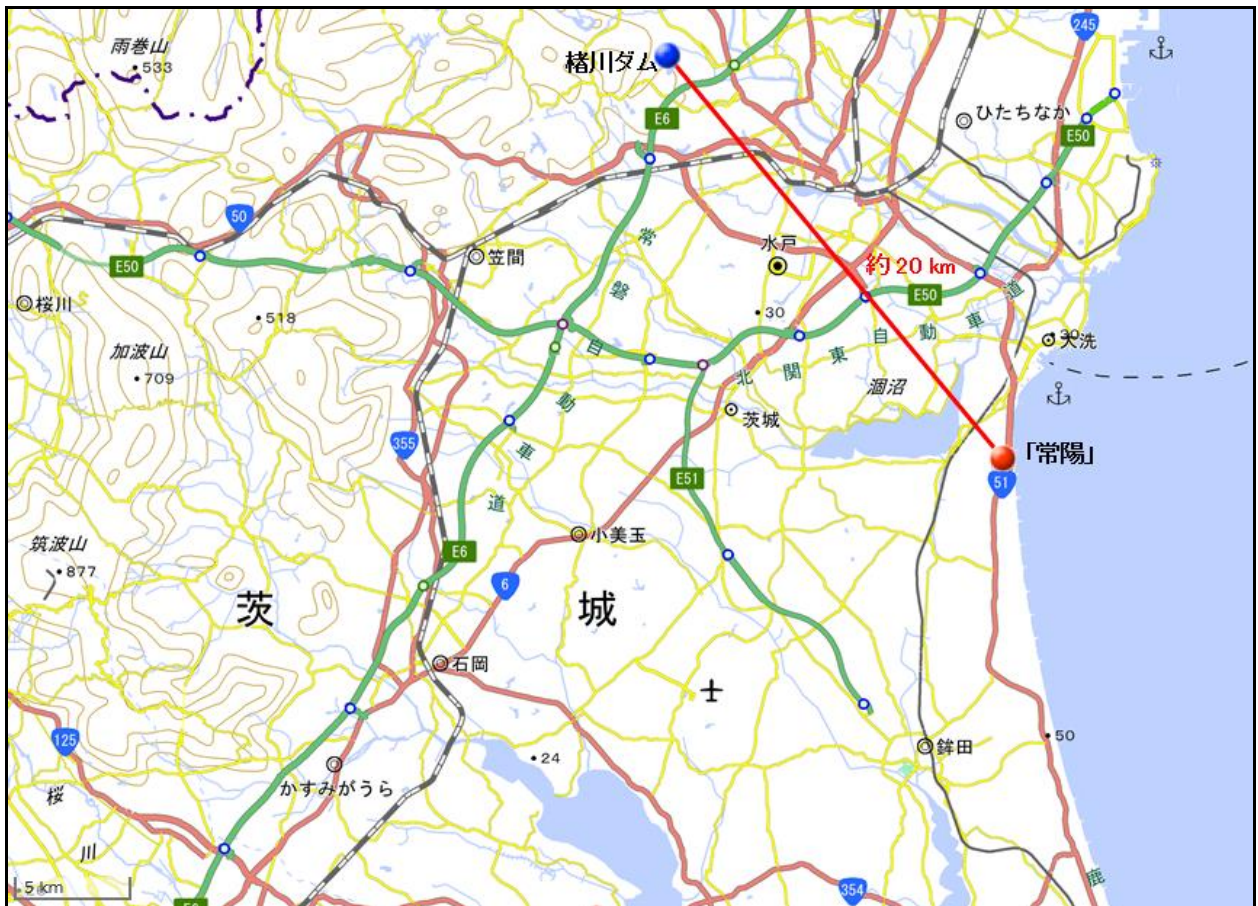 雨巻山
533
楮川ダム
245
E6
ひたちなか
E50
50
笠間
常
水戸
約20 km
E50
道
E50
磐
桜川
518
30
車
30
大洗
加波山
自
動
自
東
関
北
709
涸沼
動
茨城
355
車
「常陽」
E51
51
道
筑波山
小美玉
877
E6
6
茨
城
石岡
125
50
鉾田
24
かすみがうら
桜
川
5 km
354
鹿